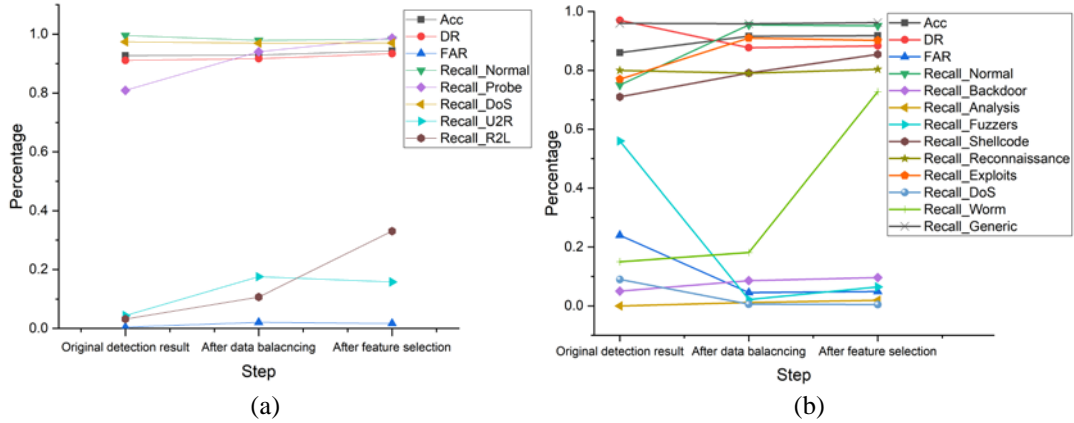 1.0
0.8
0.6
0.4
0.2
0.0
Percentage
Acc
DR
FAR
Recall_Normal
Recall_Probe
Recall_DoS
Recall_U2R
Recall_R2L
Original detection result
After data balacncing
After feature selection
Step
(a)
1.0
0.8
0.6
0.4
0.2
0.0
Percentage
Acc
DR
FAR
Recall_Normal
Recall_Backdoor
Recall_Analysis
Recall_Fuzzers
Recall_Shellcode
Recall_Reconnaissance
Recall_Exploits
Recall_DoS
Recall_Worm
Recall_Generic
Original detection result
After data balacncing
After feature selection
Step
(b)